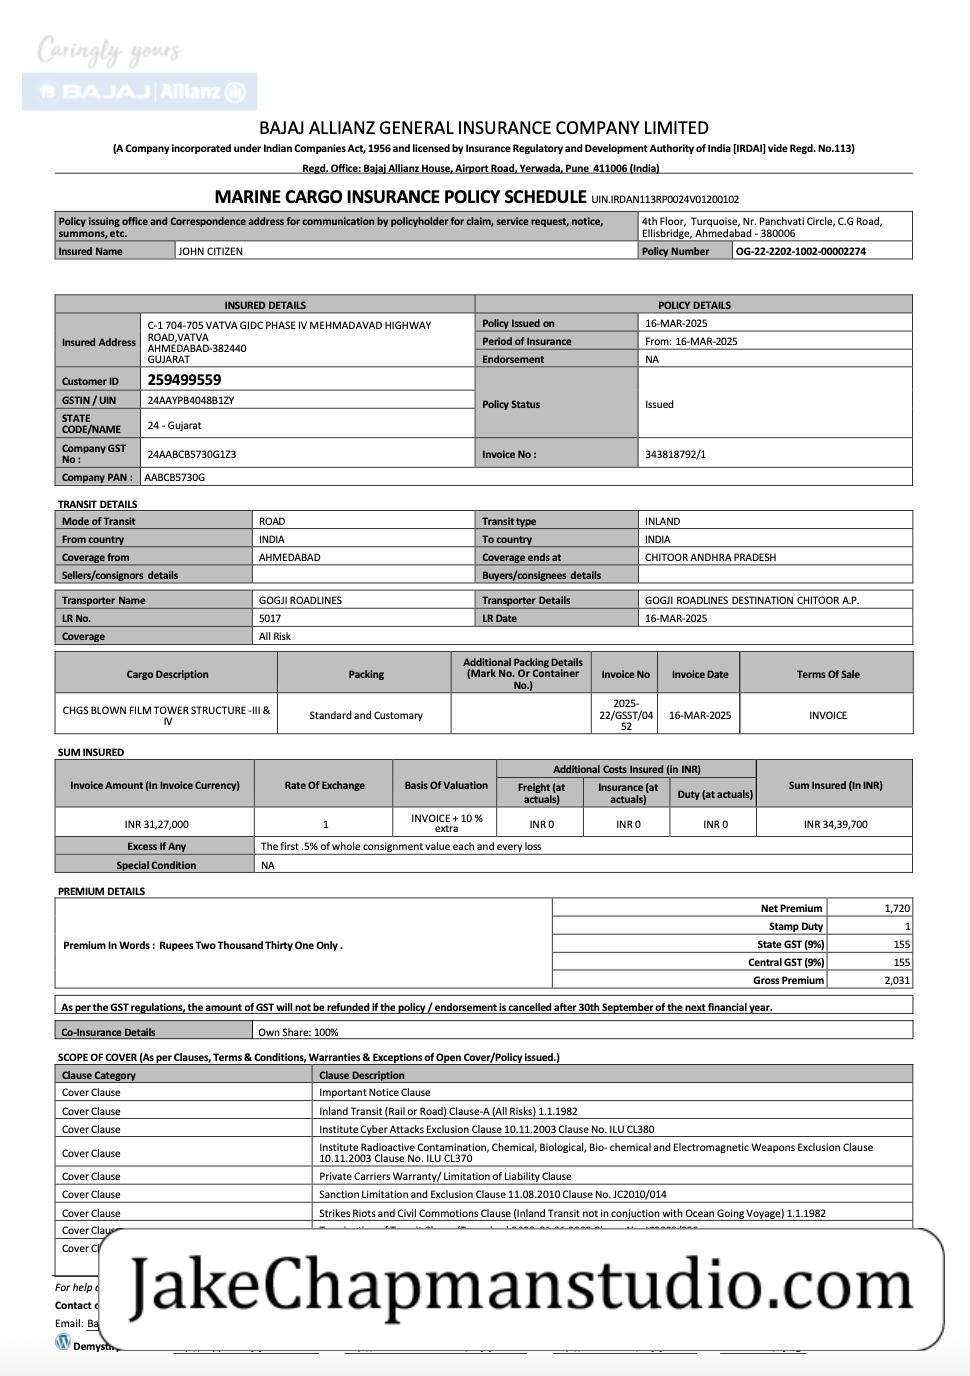 Caringly yours
BAJAJ | Allianz
BAJAJ ALLIANZ GENERAL INSURANCE COMPANY LIMITED
(A Company incorporated under Indian Companies Act, 1956 and licensed by Insurance Regulatory and Development Authority of India [IRDAI] vide Regd. No.113)
Regd. Office: Bajaj Allianz House, Airport Road, Yerwada, Pune 411006 (India)
MARINE CARGO INSURANCE POLICY SCHEDULE UIN.IRDAN113RP0024V01200102
Policy issuing office and Correspondence address for communication by policyholder for claim, service request, notice,
summons, etc.
4th Floor, Turquoise, Nr. Panchvati Circle, C.G Road,
Ellisbridge, Ahmedabad - 380006
Insured Name JOHN CITIZEN Policy Number OG-22-2202-1002-00002274
INSURED DETAILS POLICY DETAILS
Insured Address
C-1 704-705 VATVA GIDC PHASE IV MEHMADAVAD HIGHWAY
ROAD,VATVA
AHMEDABAD-382440
GUJARAT
Policy Issued on 16-MAR-2025
Period of Insurance From: 16-MAR-2025
Endorsement NA
Customer ID 259499559
GSTIN / UIN 24AAYPB4048B1ZY
Policy Status Issued
STATE
CODE/NAME
24 - Gujarat
Company GST
No :
24AABCB5730G1Z3
Invoice No : 343818792/1
Company PAN : AABCB5730G
TRANSIT DETAILS
Mode of Transit ROAD Transit type INLAND
From country INDIA To country INDIA
Coverage from AHMEDABAD Coverage ends at CHITOOR ANDHRA PRADESH
Sellers/consignors details Buyers/consignees details
Transporter Name GOGJI ROADLINES Transporter Details GOGJI ROADLINES DESTINATION CHITOOR A.P.
LR No. 5017 LR Date 16-MAR-2025
Coverage All Risk
Cargo Description
Packing
Additional Packing Details
(Mark No. Or Container
No.)
Invoice No
Invoice Date
Terms Of Sale
CHGS BLOWN FILM TOWER STRUCTURE -III &
IV
Standard and Customary
2025-
22/GSST/04
52
16-MAR-2025
INVOICE
SUM INSURED
Invoice Amount (In Invoice Currency)
Rate Of Exchange
Basis Of Valuation
Additional Costs Insured (in INR)
Freight (at
actuals)
Insurance (at
actuals)
Duty (at actuals)
Sum Insured (In INR)
INR 31,27,000
1
INVOICE + 10 %
extra
INR 0
INR 0
INR 0
INR 34,39,700
Excess If Any The first .5% of whole consignment value each and every loss
Special Condition NA
PREMIUM DETAILS
Premium In Words : Rupees Two Thousand Thirty One Only .
Net Premium 1,720
Stamp Duty 1
State GST (9%) 155
Central GST (9%) 155
Gross Premium 2,031
As per the GST regulations, the amount of GST will not be refunded if the policy / endorsement is cancelled after 30th September of the next financial year.
Co-Insurance Details Own Share: 100%
SCOPE OF COVER (As per Clauses, Terms & Conditions, Warranties & Exceptions of Open Cover/Policy issued.)
Clause Category Clause Description
Cover Clause Important Notice Clause
Cover Clause Inland Transit (Rail or Road) Clause-A (All Risks) 1.1.1982
Cover Clause Institute Cyber Attacks Exclusion Clause 10.11.2003 Clause No. ILU CL380
Cover Clause Institute Radioactive Contamination, Chemical, Biological, Bio- chemical and Electromagnetic Weapons Exclusion Clause
10.11.2003 Clause No. ILU CL370
Cover Clause Private Carriers Warranty/ Limitation of Liability Clause
Cover Clause Sanction Limitation and Exclusion Clause 11.08.2010 Clause No. JC2010/014
Cover Clause Strikes Riots and Civil Commotions Clause (Inland Transit not in conjuction with Ocean Going Voyage) 1.1.1982
Cover
Cover
For help
Contact
Email: Ba
JakeChapmanstudio.com